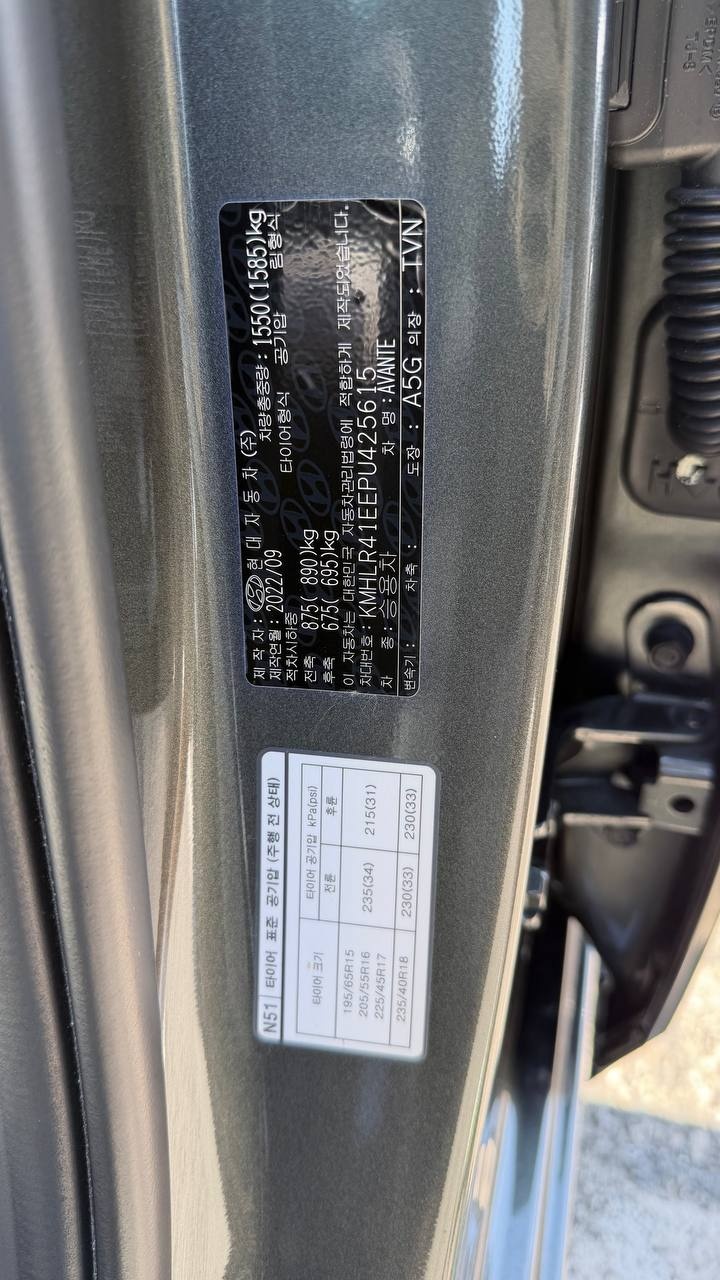 제 작 자 : 현 대 자 동 차 (주)
제작연월 : 2022/09 차량총중량 : 1550(1585)kg
적차시하중 타이어형식 공기압 림형식
전축 875( 890)kg
후축 675( 695)kg
이 자동차는 대한민국 자동차관리법령에 적합하게 제작되었습니다.
차대번호 : KMHLR41EEPU425615
차 종 : 승용차 차 명 : AVANTE
변속기 : 차축 : 도장 : A5G 의장 : TVN
N51 타이어 표준 공기압 (주행 전 상태)
타이어 크기 타이어 공기압 kPa(psi)
전륜 후륜
195/65R15
205/55R16 235(34) 215(31)
225/45R17
235/40R18 230(33) 230(33)